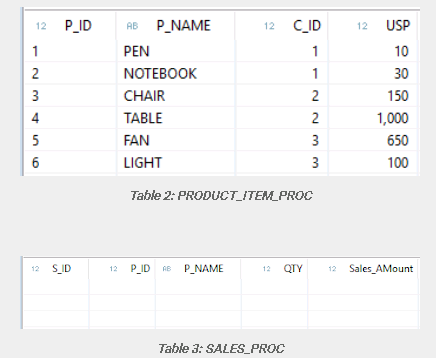 12 P_ID AB P_NAME 12 C_ID 12 USP
1 PEN 1 10
2 NOTEBOOK 1 30
3 CHAIR 2 150
4 TABLE 2 1,000
5 FAN 3 650
6 LIGHT 3 100
Table 2: PRODUCT_ITEM_PROC
12 S_ID 12 P_ID AB P_NAME 12 QTY 12 Sales_AMount
Table 3: SALES_PROC